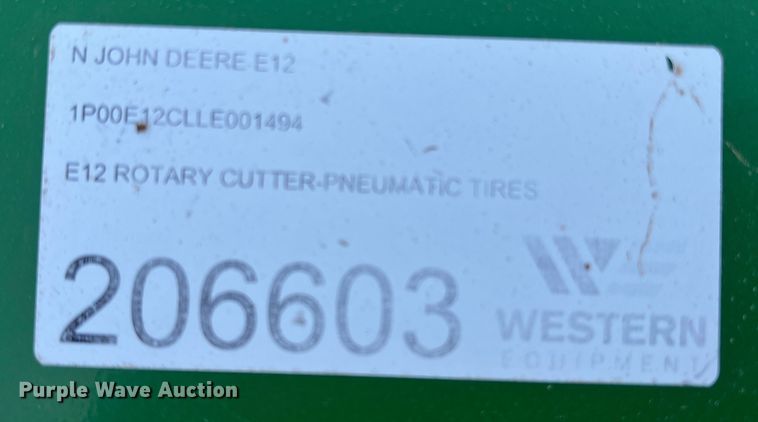 N JOHN DEERE E12
1P00E12CLLE001494
E12 ROTARY CUTTER-PNEUMATIC TIRES
206603
WESTERN
EQUIPMENT
Purple Wave Auction